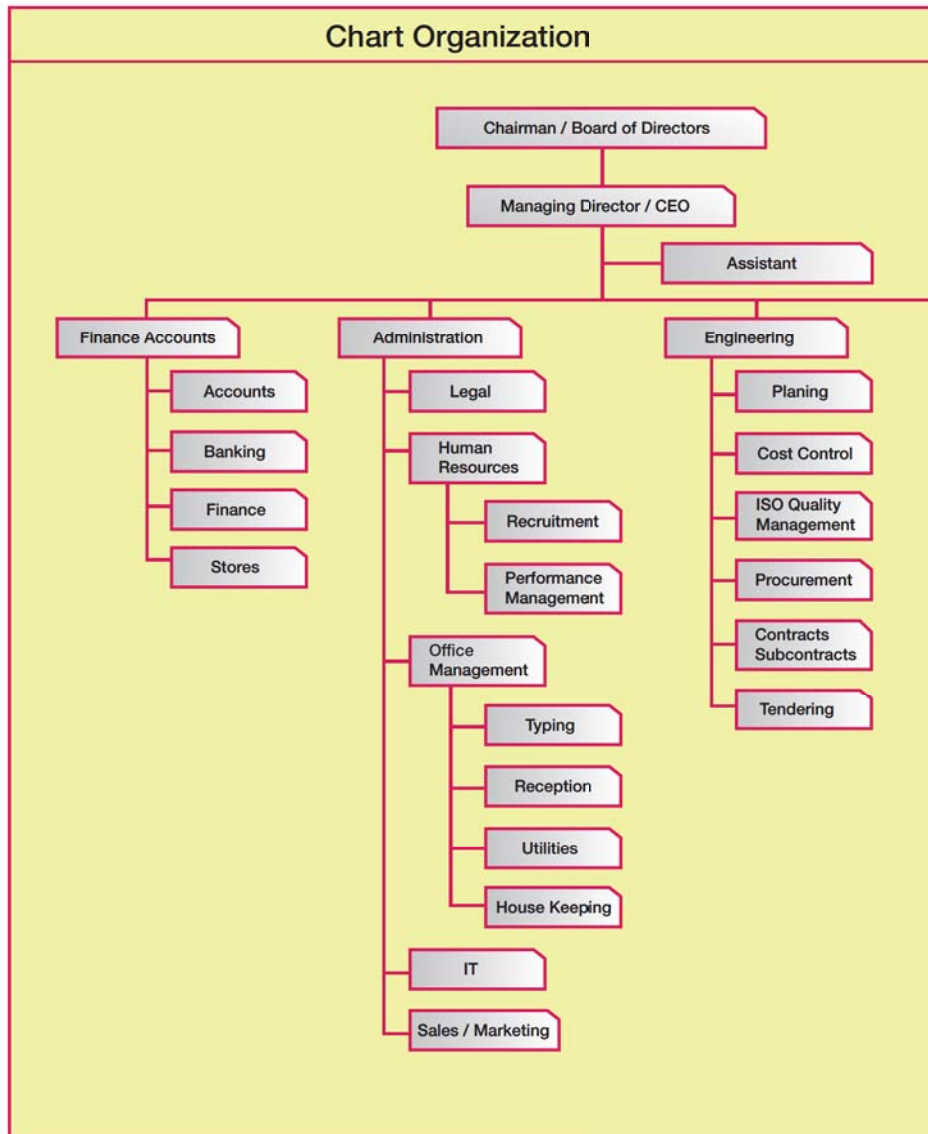 Chart Organization
Chairman / Board of Directors
Managing Director / CEO
Assistant
Finance Accounts
Accounts
Banking
Finance
Stores
Administration
Legal
Human
Resources
Recruitment
Performance
Management
Office
Management
Typing
Reception
Utilities
House Keeping
IT
Sales / Marketing
Engineering
Planing
Cost Control
ISO Quality
Management
Procurement
Contracts
Subcontracts
Tendering